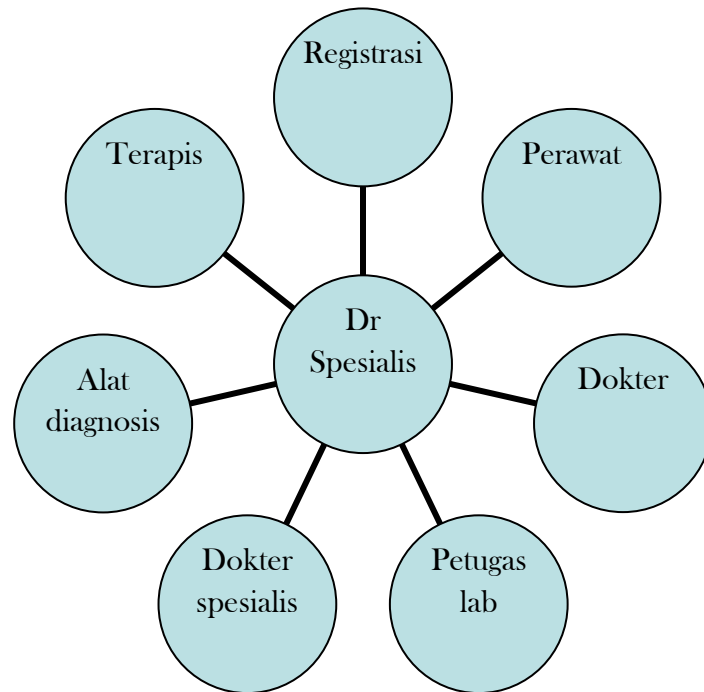 Registrasi
Terapis
Perawat
Dr
Spesialis
Alat
diagnosis
Dokter
Dokter
spesialis
Petugas
lab